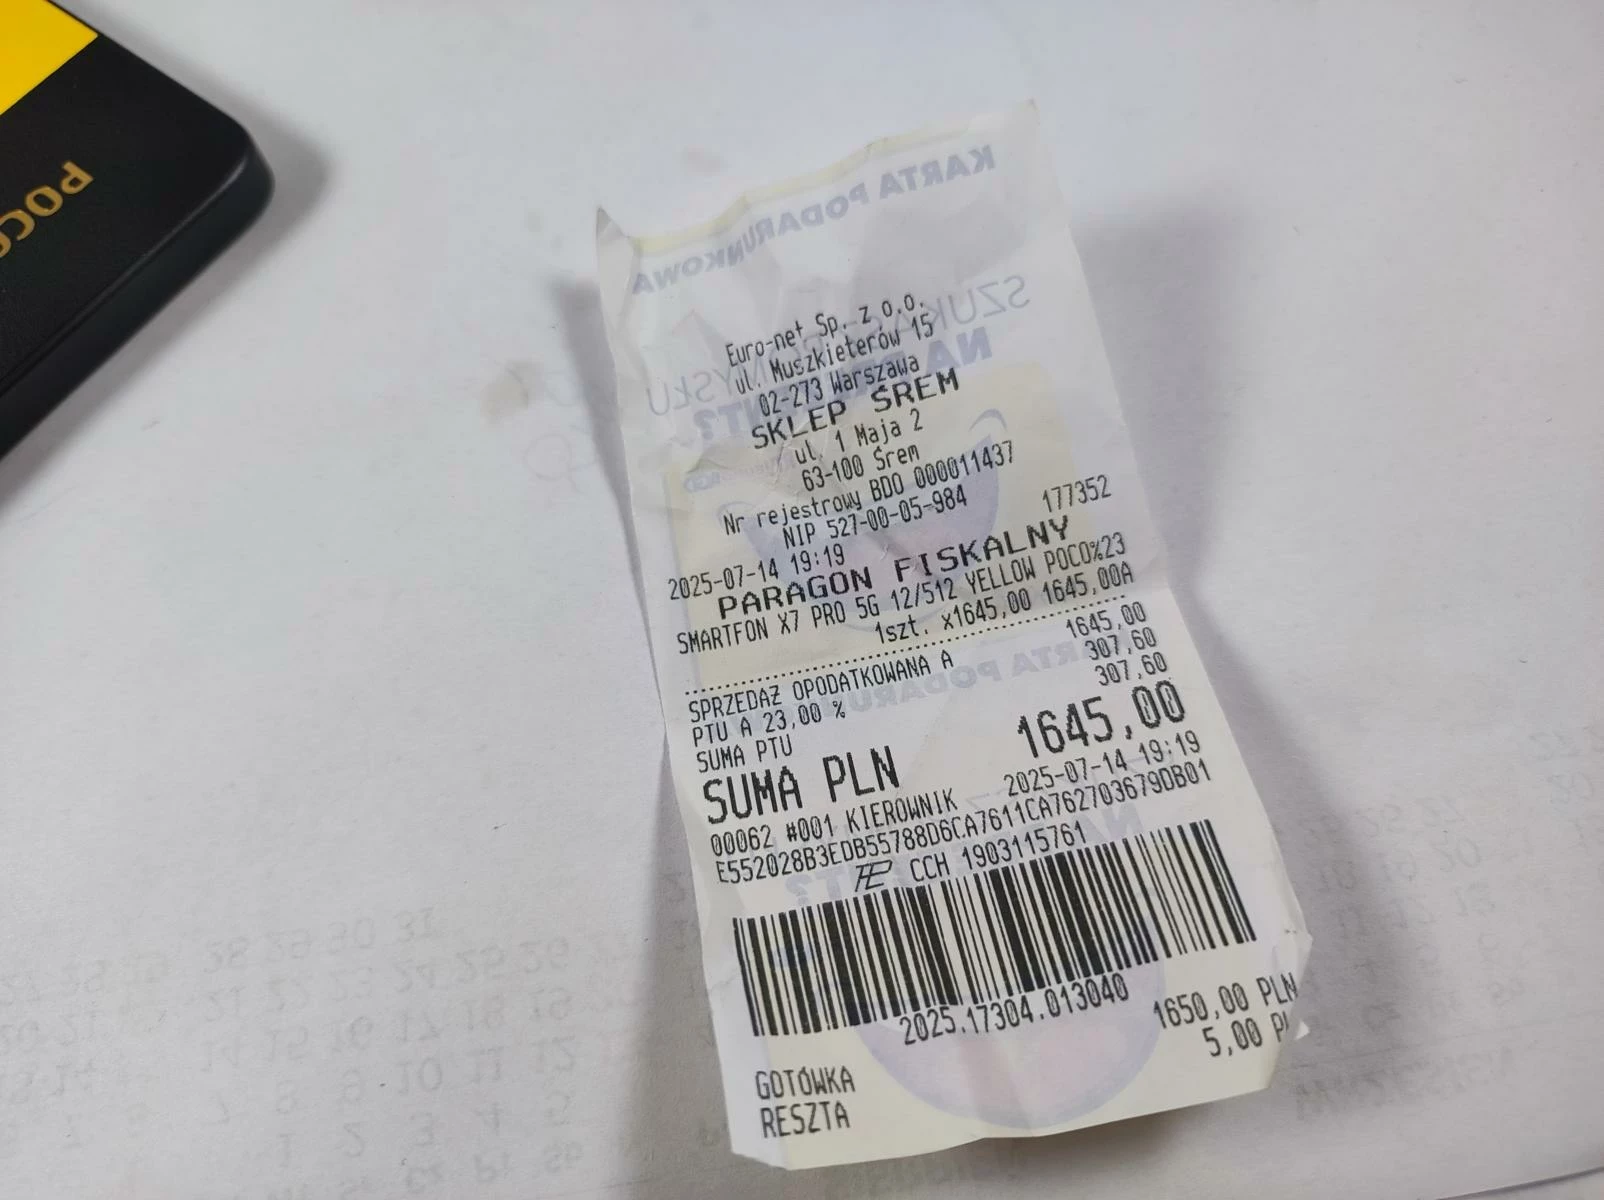 POCO
KARTA PODARUNKOWA
Euro-net Sp. z o.o.
ul. Muszkieterów 15
02-273 Warszawa
SKLEP ŚREM
ul. 1 Maja 2
63-100 Śrem
Nr rejestrowy BDO 000011437
NIP 527-00-05-984
2025-07-14 19:19 177352
PARAGON FISKALNY
SMARTFON X7 PRO 5G 12/512 YELLOW POCO%23
1szt. x1645,00 1645,00A
SPRZEDAŻ OPODATKOWANA A 1645,00
PTU A 23,00 % 307,60
SUMA PTU 307,60
SUMA PLN 1645,00
00062 #001 KIEROWNIK 2025-07-14 19:19
E552028B3EDB55788D6CA7611CA762703679DB01
CCH 1903115761
2025.17304.013040
GOTÓWKA 1650,00 PLN
RESZTA 5,00 PL